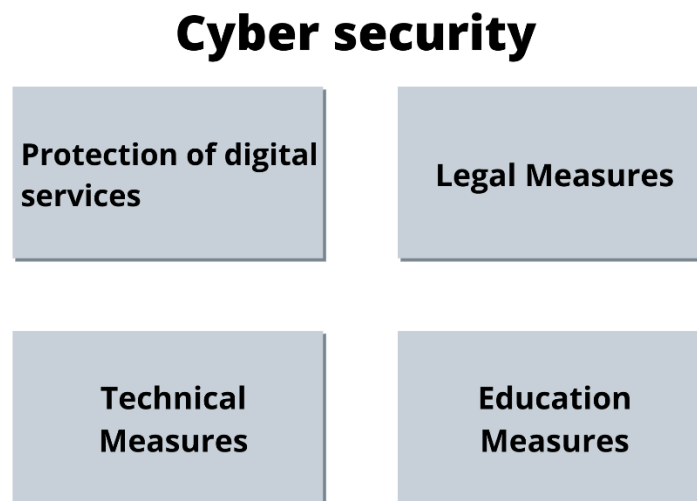 Cyber security
Protection of digital
services
Legal Measures
Technical
Measures
Education
Measures